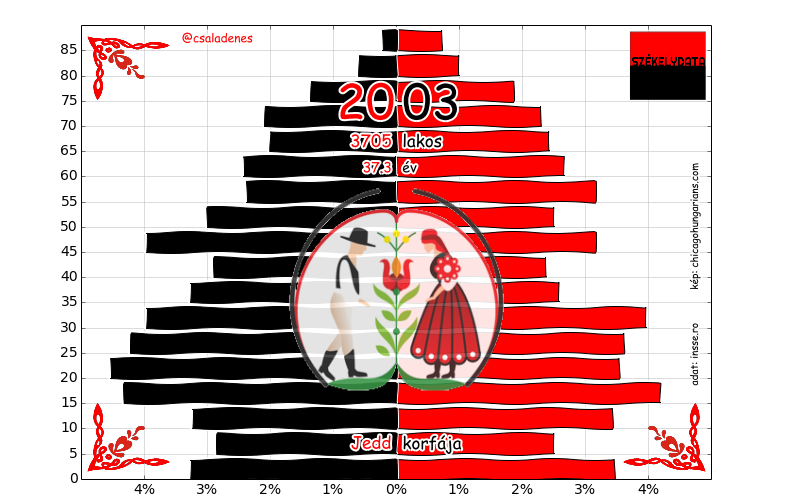 @csaladenes
SZÉKELYDATA
2003
3705 lakos
37.3 év
Jedd korfája
kép: chicagohungarians.com
adat: insse.ro
85
80
75
70
65
60
55
50
45
40
35
30
25
20
15
10
5
0
4% 3% 2% 1% 0% 1% 2% 3% 4%